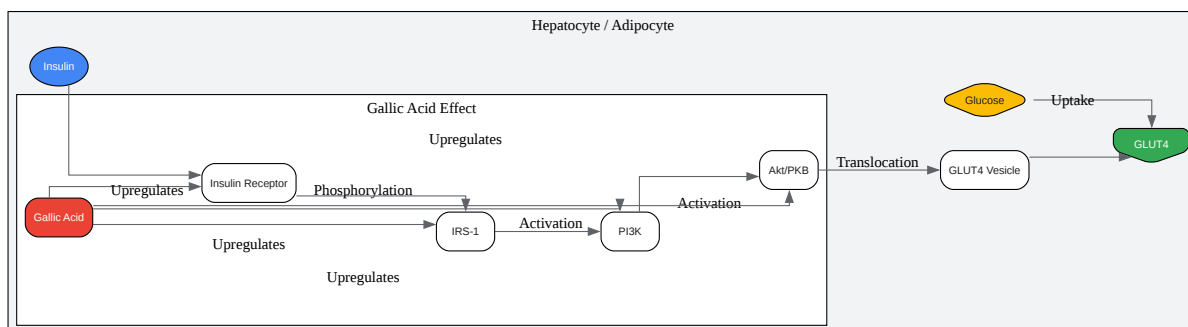 Hepatocyte / Adipocyte
Insulin
Gallic Acid Effect
Glucose
Uptake
Upregulates
GLUT4
Akt/PKB
Translocation
GLUT4 Vesicle
Insulin Receptor
Upregulates
Phosphorylation
Activation
Gallic Acid
IRS-1
Activation
PI3K
Upregulates
Upregulates